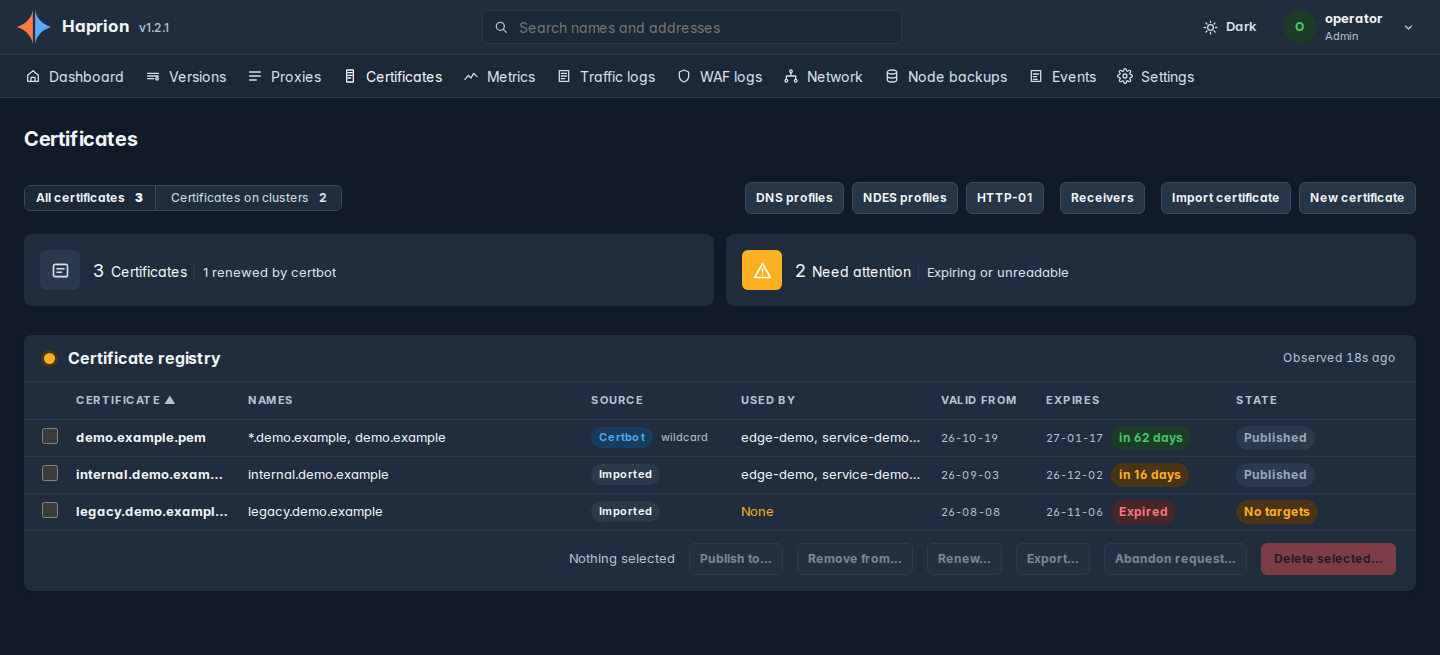 Haprion v1.2.1
Search names and addresses
Dark
O
operator
Admin
Dashboard Versions Proxies Certificates Metrics Traffic logs WAF logs Network Node backups Events Settings
Certificates
All certificates 3 Certificates on clusters 2
DNS profiles NDES profiles HTTP-01 Receivers Import certificate New certificate
3 Certificates 1 renewed by certbot
2 Need attention Expiring or unreadable
Certificate registry Observed 18s ago
CERTIFICATE ▲ NAMES SOURCE USED BY VALID FROM EXPIRES STATE
demo.example.pem *.demo.example, demo.example Certbot wildcard edge-demo, service-demo... 26-10-19 27-01-17 in 62 days Published
internal.demo.exam... internal.demo.example Imported edge-demo, service-demo... 26-09-03 26-12-02 in 16 days Published
legacy.demo.exampl... legacy.demo.example Imported None 26-08-08 26-11-06 Expired No targets
Nothing selected Publish to... Remove from... Renew... Export... Abandon request... Delete selected...